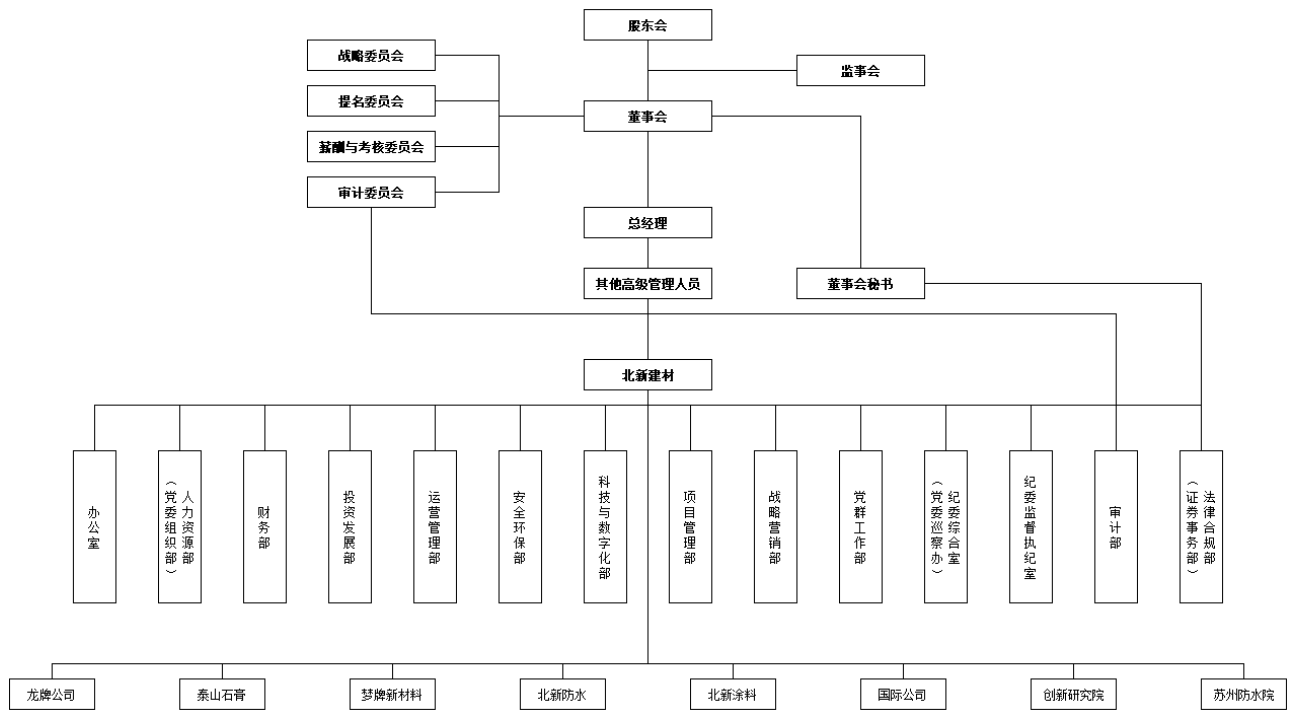 股东会
战略委员会
监事会
提名委员会
董事会
薪酬与考核委员会
审计委员会
总经理
其他高级管理人员
董事会秘书
北新建材
办公室
人力资源部
（党委组织部）
财务部
投资发展部
运营管理部
安全环保部
科技与数字化部
项目管理部
战略营销部
党群工作部
纪委综合室
（党委巡察办）
纪委监督执纪室
审计部
法律合规部
（证券事务部）
龙牌公司
泰山石膏
梦牌新材料
北新防水
北新涂料
国际公司
创新研究院
苏州防水院